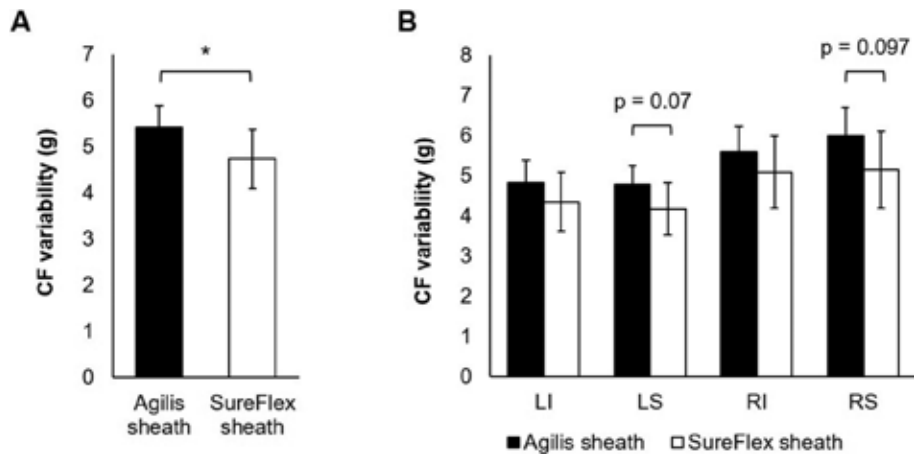 A
CF variability (g)
7
6
5
4
3
2
1
0
*
Agilis
sheath
SureFlex
sheath
B
CF variabliity (g)
8
7
6
5
4
3
2
1
0
p = 0.07
p = 0.097
LI
LS
RI
RS
Agilis sheath
SureFlex sheath